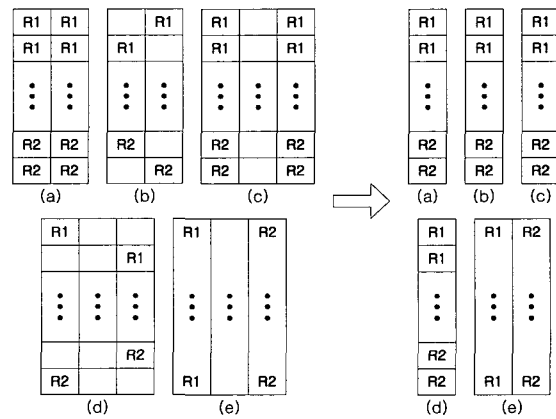 R1 R1 R1 R1 R1 R1 R1 R1
R1 R1 R1 R1 R1 R1 R1 R1
R2 R2 R2 R2 R2 R2 R2 R2
R2 R2 R2 R2 R2 R2 R2 R2
(a) (b) (c) (a) (b) (c)
R1 R1 R2 R1 R1 R2
R1 R1
R2 R2
R2 R1 R2 R2 R1 R2
(d) (e) (d) (e)